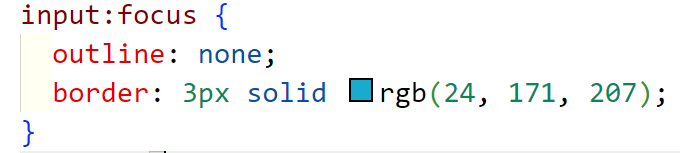 input:focus {
  outline: none;
  border: 3px solid rgb(24, 171, 207);
}